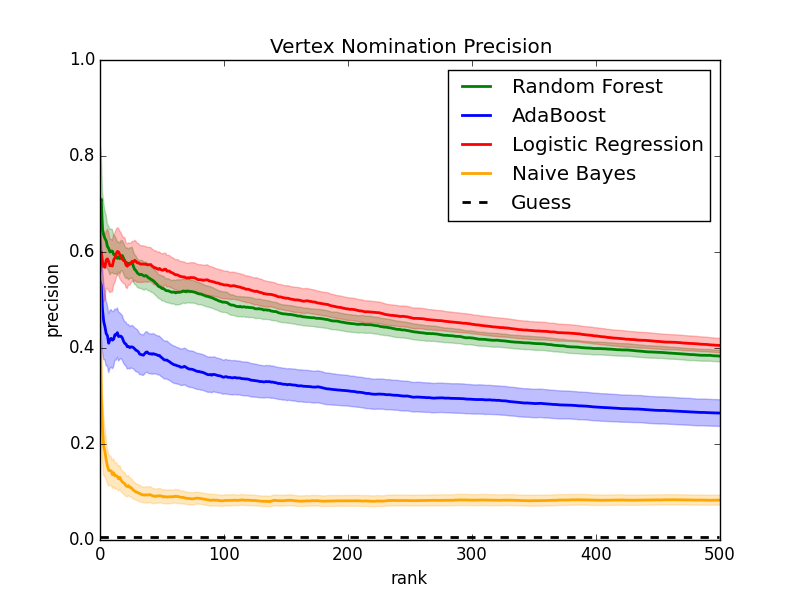 Vertex Nomination Precision
1.0
0.8
0.6
0.4
0.2
0.0
precision
Random Forest
AdaBoost
Logistic Regression
Naive Bayes
Guess
0 100 200 300 400 500
rank